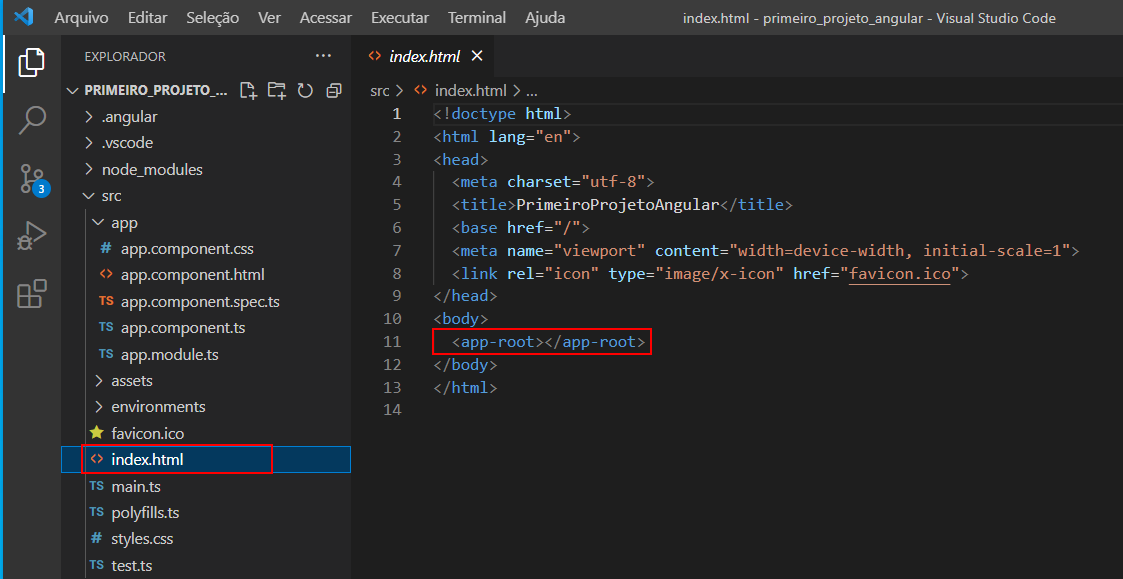 Arquivo Editar Seleção Ver Acessar Executar Terminal Ajuda index.html - primeiro_projeto_angular - Visual Studio Code
EXPLORADOR ...
PRIMEIRO_PROJETO_...
.angular
.vscode
node_modules
src
app
# app.component.css
<> app.component.html
TS app.component.spec.ts
TS app.component.ts
TS app.module.ts
assets
environments
favicon.ico
<> index.html
TS main.ts
TS polyfills.ts
# styles.css
TS test.ts
3
<> index.html ×
src > <> index.html > ...
1 <!doctype html>
2 <html lang="en">
3 <head>
4 <meta charset="utf-8">
5 <title>PrimeiroProjetoAngular</title>
6 <base href="/">
7 <meta name="viewport" content="width=device-width, initial-scale=1">
8 <link rel="icon" type="image/x-icon" href="favicon.ico">
9 </head>
10 <body>
11 <app-root></app-root>
12 </body>
13 </html>
14